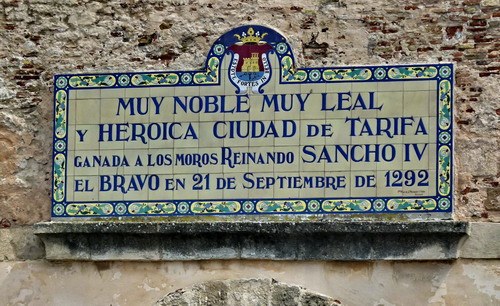 MUY NOBLE MUY LEAL
Y HEROICA CIUDAD DE TARIFA
GANADA A LOS MOROS REINANDO SANCHO IV
EL BRAVO EN 21 DE SEPTIEMBRE DE 1292